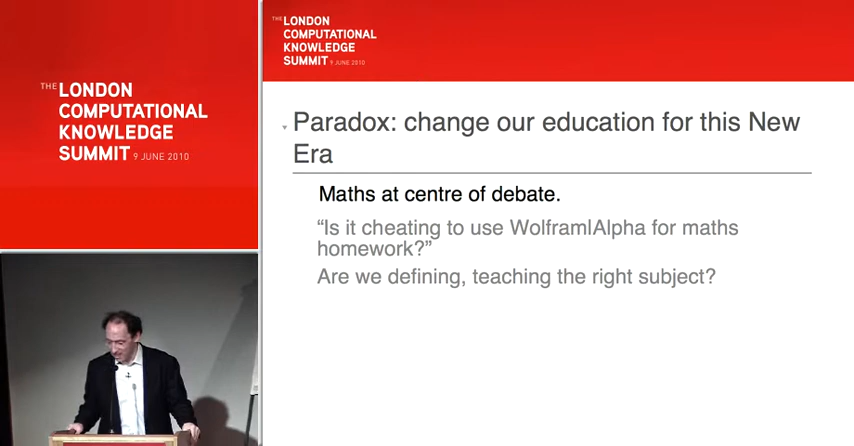 THE LONDON
COMPUTATIONAL
KNOWLEDGE
SUMMIT 9 JUNE 2010
THE LONDON
COMPUTATIONAL
KNOWLEDGE
SUMMIT 9 JUNE 2010
Paradox: change our education for this New
Era
Maths at centre of debate.
“Is it cheating to use Wolfram|Alpha for maths
homework?”
Are we defining, teaching the right subject?